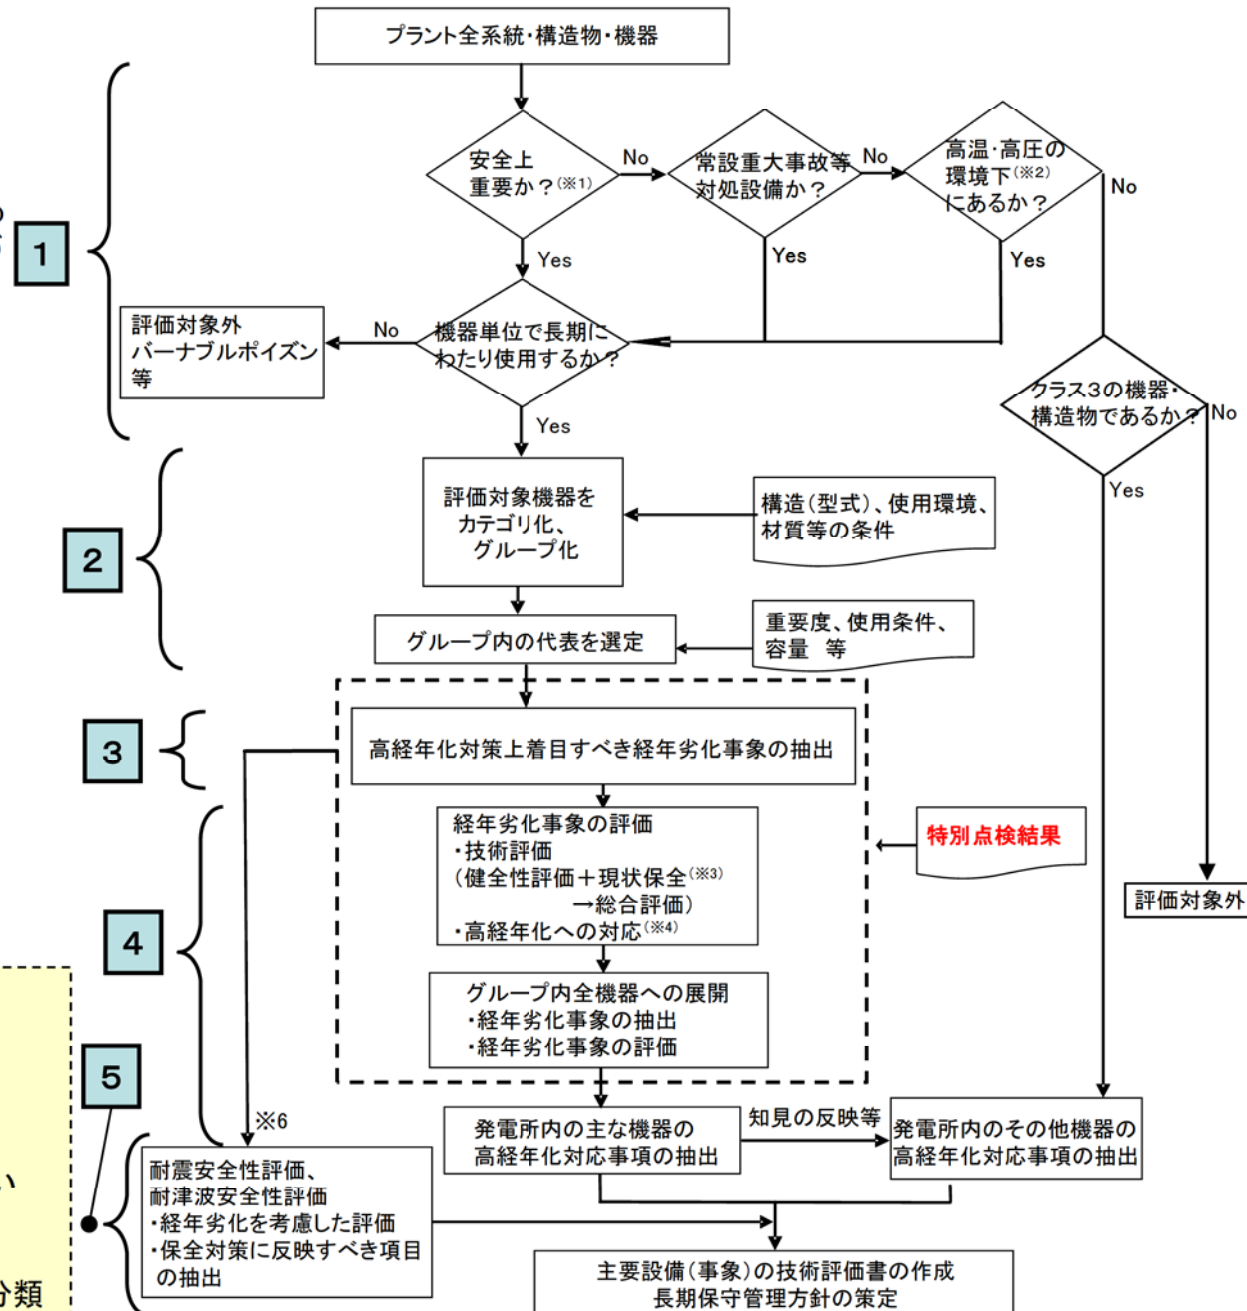 プラント全系統・構造物・機器
安全上
重要か？(※1)
No
常設重大事故等
対処設備か？
No
高温・高圧の
環境下(※2)
にあるか？
No
1
Yes
Yes
Yes
評価対象外
バーナブルポイズン
等
No
機器単位で長期に
わたり使用するか？
クラス３の機器・
構造物であるか？
No
Yes
Yes
2
評価対象機器を
カテゴリ化、
グループ化
構造(型式)、使用環境、
材質等の条件
グループ内の代表を選定
重要度、使用条件、
容量　等
3
高経年化対策上着目すべき経年劣化事象の抽出
経年劣化事象の評価
・技術評価
(健全性評価＋現状保全(※3)
→総合評価)
・高経年化への対応(※4)
特別点検結果
評価対象外
4
グループ内全機器への展開
・経年劣化事象の抽出
・経年劣化事象の評価
5
※6
発電所内の主な機器の
高経年化対応事項の抽出
知見の反映等
発電所内のその他機器の
高経年化対応事項の抽出
耐震安全性評価、
耐津波安全性評価
・経年劣化を考慮した評価
・保全対策に反映すべき項目
の抽出
い
分類
主要設備(事象)の技術評価書の作成
長期保守管理方針の策定